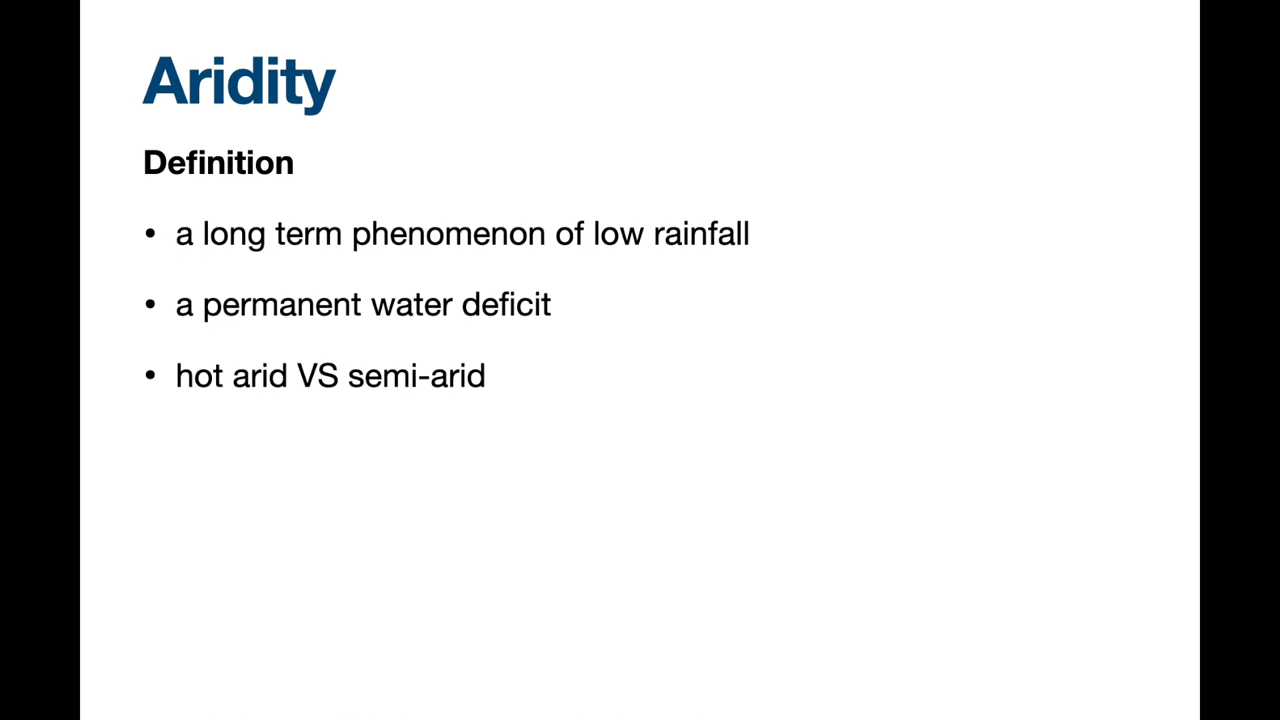 Aridity
Definition
• a long term phenomenon of low rainfall
• a permanent water deficit
• hot arid VS semi-arid